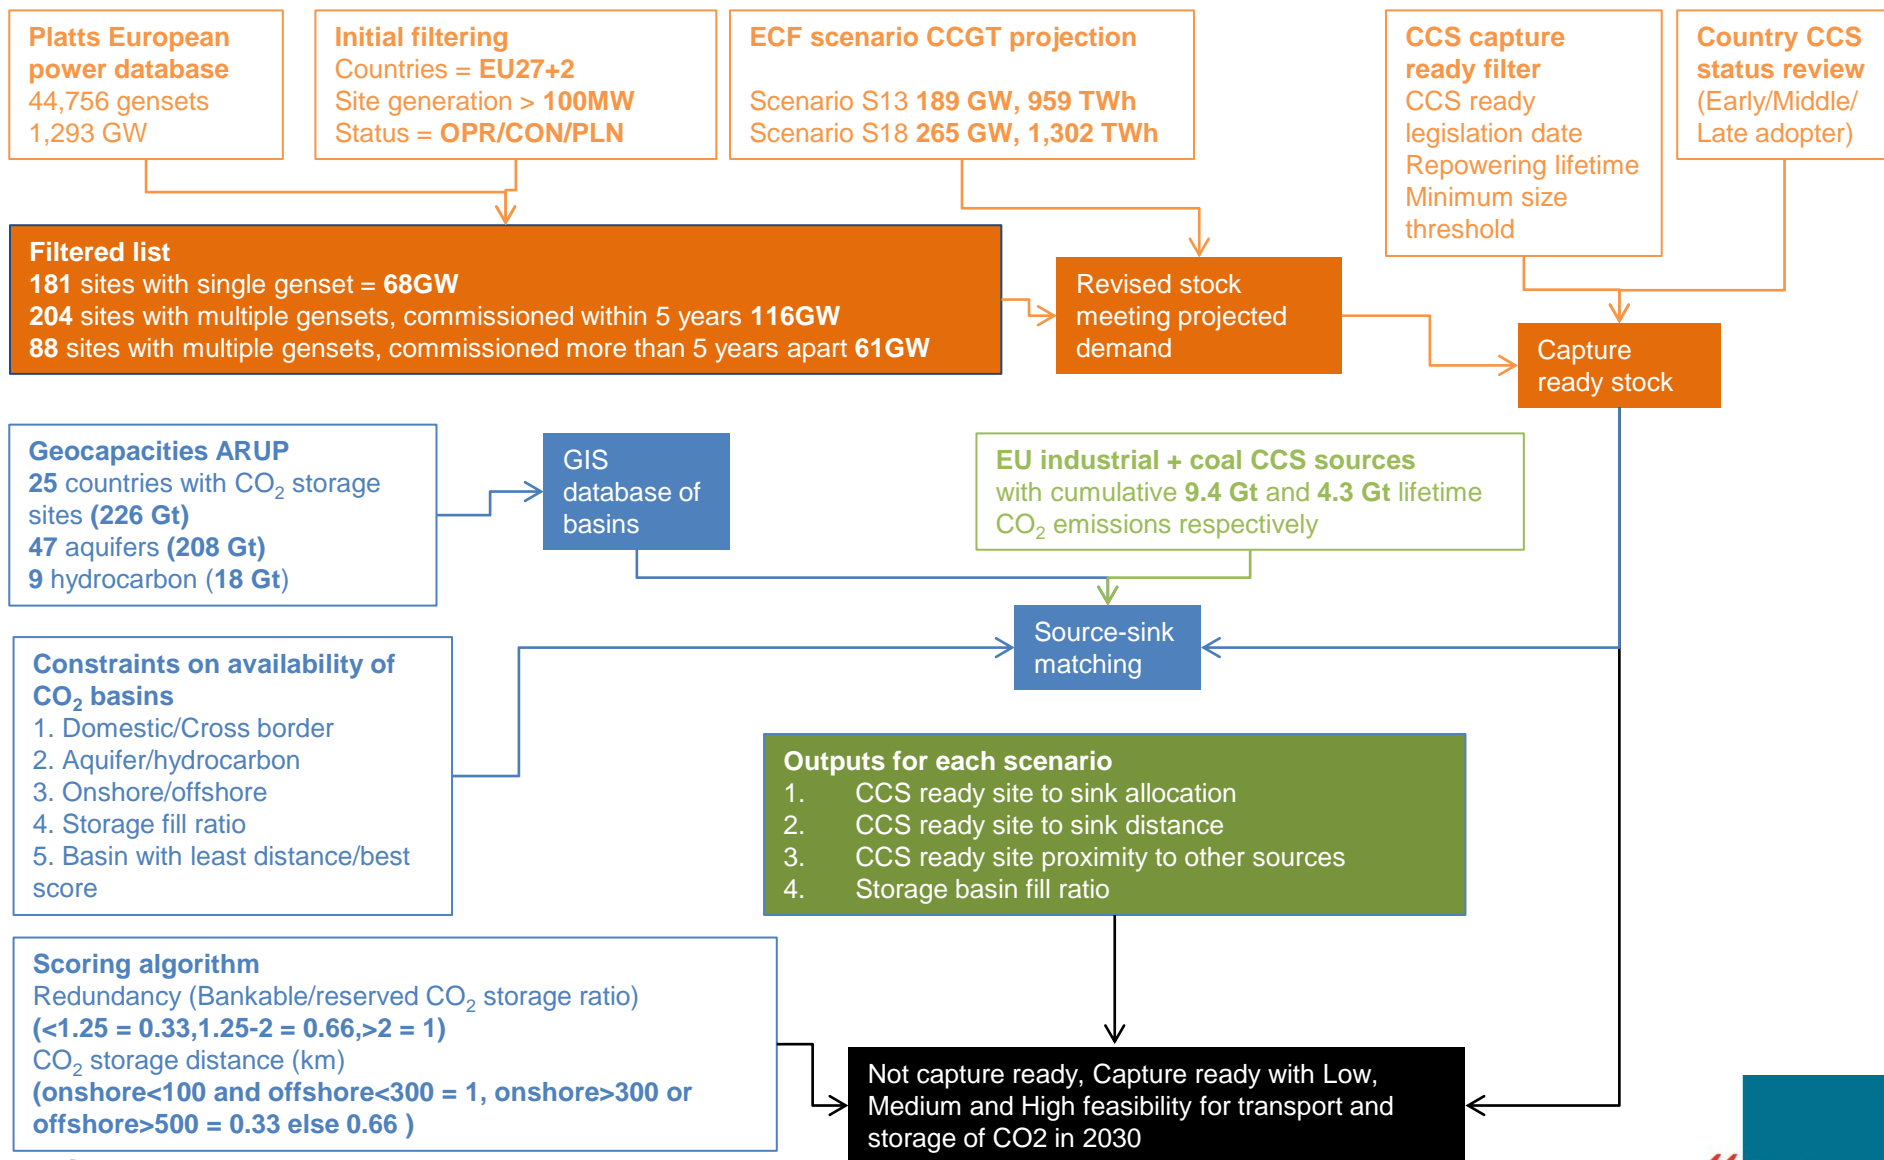 Platts European
power database
44,756 gensets
1,293 GW
Initial filtering
Countries = EU27+2
Site generation > 100MW
Status = OPR/CON/PLN
ECF scenario CCGT projection
Scenario S13 189 GW, 959 TWh
Scenario S18 265 GW, 1,302 TWh
CCS capture
ready filter
CCS ready
legislation date
Repowering lifetime
Minimum size
threshold
Country CCS
status review
(Early/Middle/
Late adopter)
Filtered list
181 sites with single genset = 68GW
204 sites with multiple gensets, commissioned within 5 years 116GW
88 sites with multiple gensets, commissioned more than 5 years apart 61GW
Revised stock
meeting projected
demand
Capture
ready stock
Geocapacities ARUP
25 countries with CO2 storage
sites (226 Gt)
47 aquifers (208 Gt)
9 hydrocarbon (18 Gt)
GIS
database of
basins
EU industrial + coal CCS sources
with cumulative 9.4 Gt and 4.3 Gt lifetime
CO2 emissions respectively
Source-sink
matching
Constraints on availability of
CO2 basins
1. Domestic/Cross border
2. Aquifer/hydrocarbon
3. Onshore/offshore
4. Storage fill ratio
5. Basin with least distance/best
score
Outputs for each scenario
1. CCS ready site to sink allocation
2. CCS ready site to sink distance
3. CCS ready site proximity to other sources
4. Storage basin fill ratio
Scoring algorithm
Redundancy (Bankable/reserved CO2 storage ratio)
(<1.25 = 0.33,1.25-2 = 0.66,>2 = 1)
CO2 storage distance (km)
(onshore<100 and offshore<300 = 1, onshore>300 or
offshore>500 = 0.33 else 0.66 )
Not capture ready, Capture ready with Low,
Medium and High feasibility for transport and
storage of CO2 in 2030